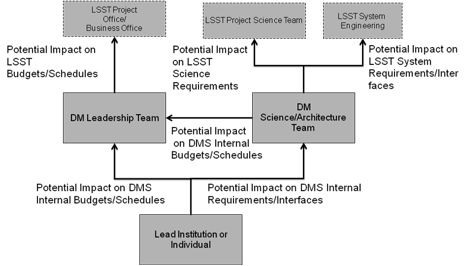 LSST Project
Office/
Business Office
LSST Project Science Team
LSST System
Engineering
Potential Impact on
LSST
Budgets/Schedules
Potential Impact
on LSST
Science
Requirements
Potential Impact on
LSST System
Requirements/Inter
faces
DM Leadership Team
DM
Science/Architecture
Team
Potential Impact
on DMS Internal
Budgets/Schedules
Potential Impact on DMS
Internal Budgets/Schedules
Potential Impact on DMS Internal
Requirements/Interfaces
Lead Institution or
Individual